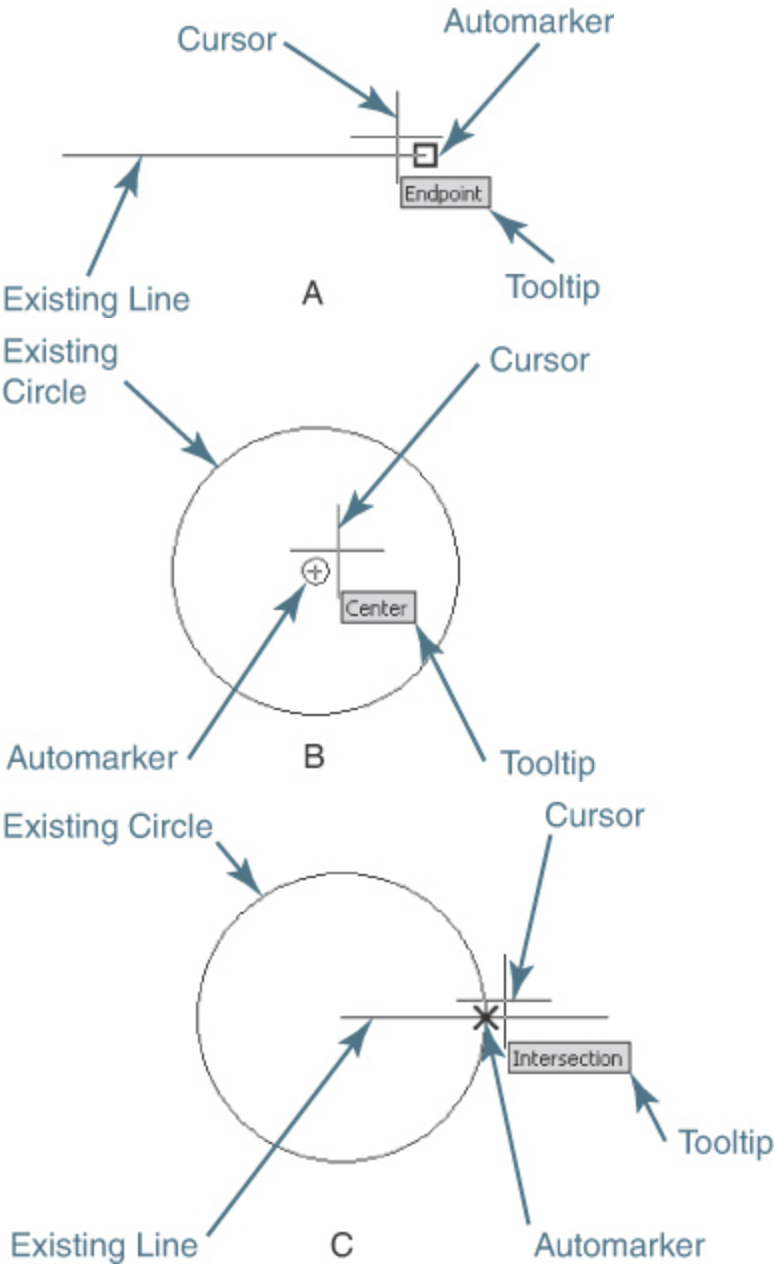 Cursor
Automarker
Endpoint
Tooltip
Existing Line
A
Existing
Circle
Cursor
Center
Automarker
B
Tooltip
Existing Circle
Cursor
Intersection
Tooltip
Existing Line
C
Automarker